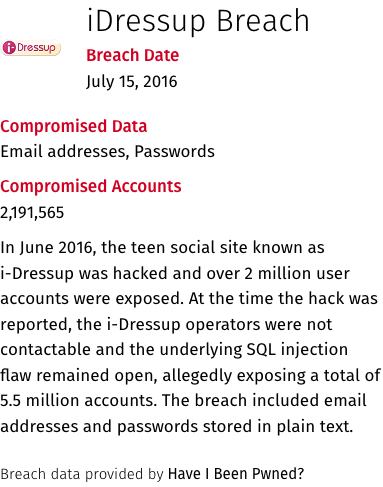 iDressup Breach
i Dressup
Breach Date
July 15, 2016
Compromised Data
Email addresses, Passwords
Compromised Accounts
2,191,565
In June 2016, the teen social site known as
i-Dressup was hacked and over 2 million user
accounts were exposed. At the time the hack was
reported, the i-Dressup operators were not
contactable and the underlying SQL injection
flaw remained open, allegedly exposing a total of
5.5 million accounts. The breach included email
addresses and passwords stored in plain text.
Breach data provided by Have I Been Pwned?